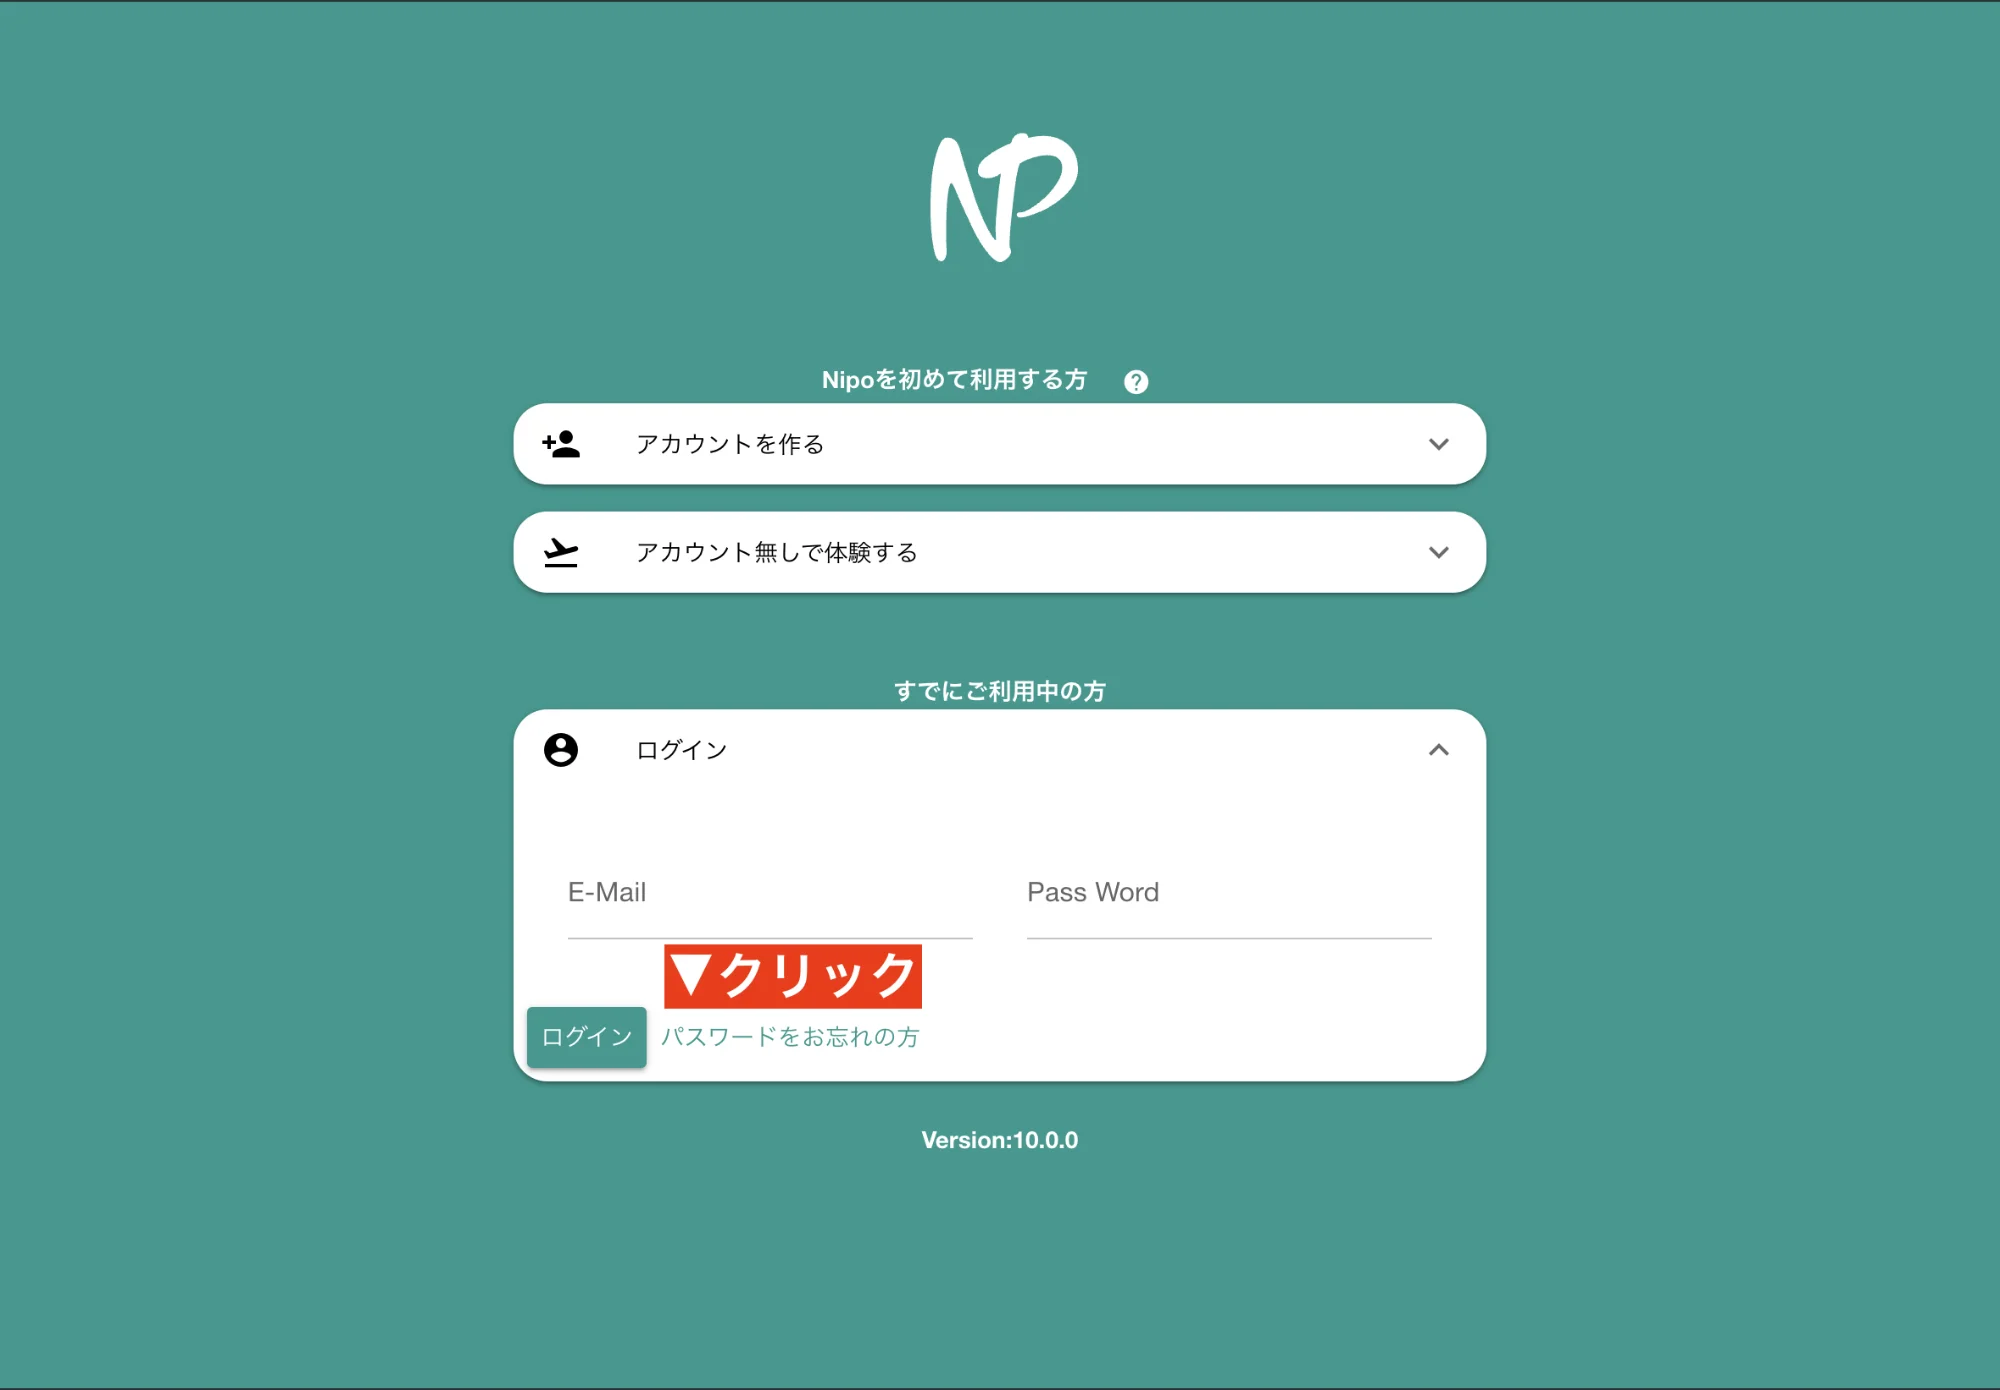 NP
Nipoを初めて利用する方 ?
アカウントを作る
アカウント無しで体験する
すでにご利用中の方
ログイン
E-Mail Pass Word
▼クリック
ログイン パスワードをお忘れの方
Version:10.0.0